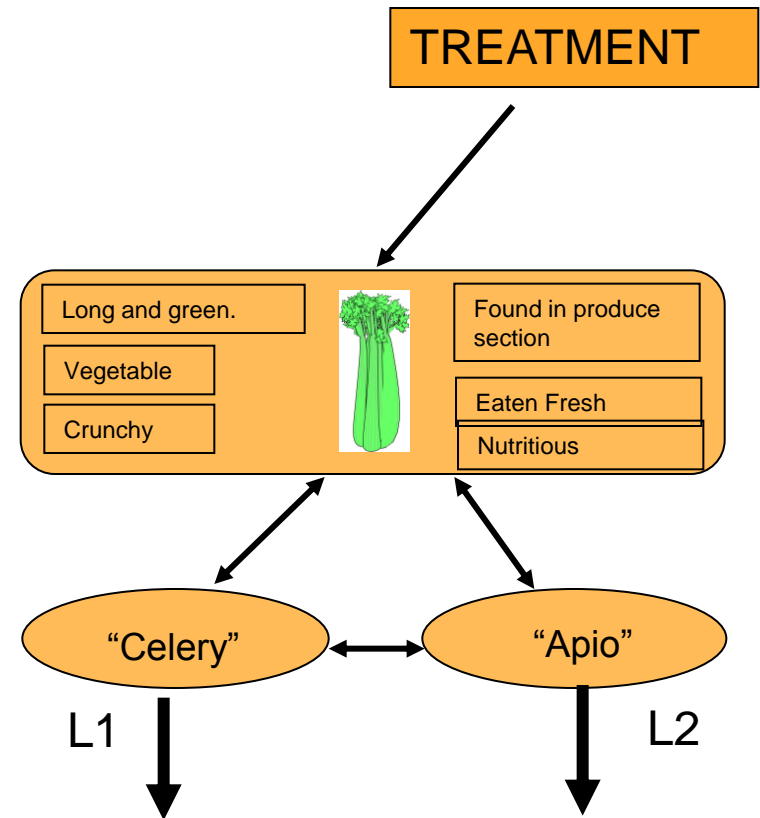 TREATMENT
Long and green.
Vegetable
Crunchy
Found in produce
section
Eaten Fresh
Nutritious
“Celery”
“Apio”
L1
L2